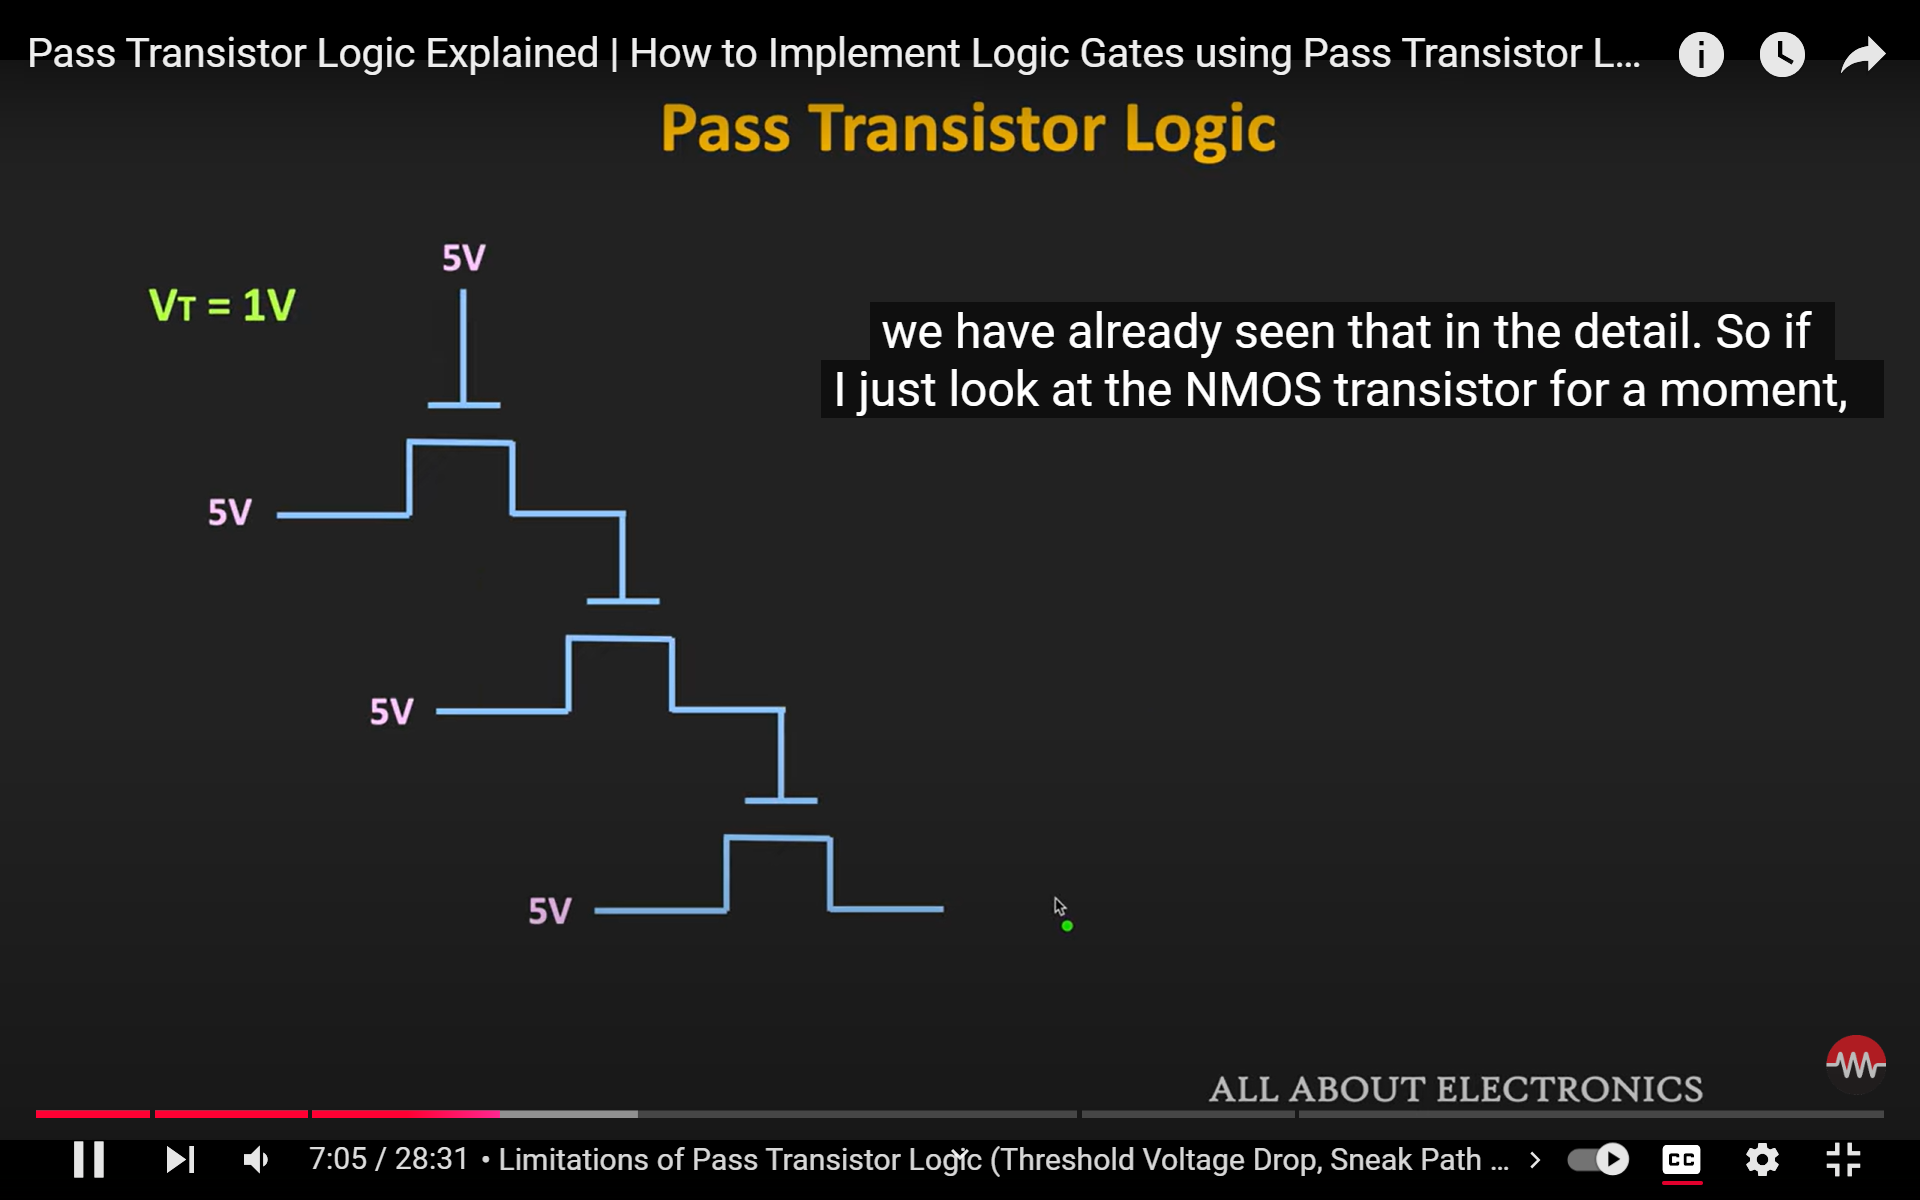 Pass Transistor Logic Explained | How to Implement Logic Gates using Pass Transistor L...
Pass Transistor Logic
5V
VT = 1V
we have already seen that in the detail. So if
I just look at the NMOS transistor for a moment,
5V
5V
5V
ALL ABOUT ELECTRONICS
7:05 / 28:31 • Limitations of Pass Transistor Logic (Threshold Voltage Drop, Sneak Path ...
CC